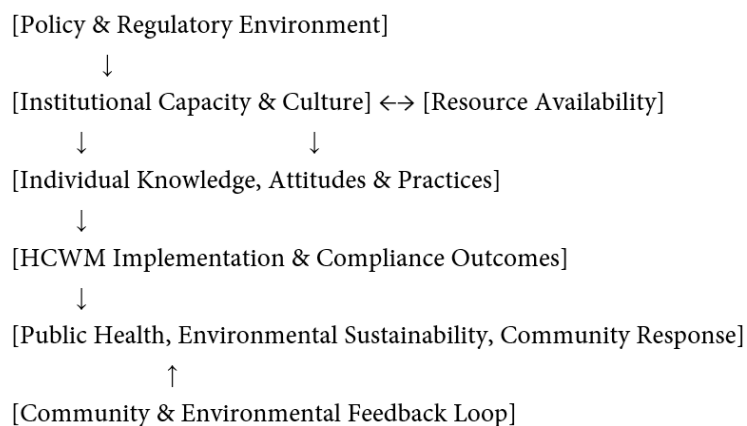 [Policy & Regulatory Environment]
↓
[Institutional Capacity & Culture] ↔ [Resource Availability]
↓ ↓
[Individual Knowledge, Attitudes & Practices]
↓
[HCWM Implementation & Compliance Outcomes]
↓
[Public Health, Environmental Sustainability, Community Response]
↑
[Community & Environmental Feedback Loop]